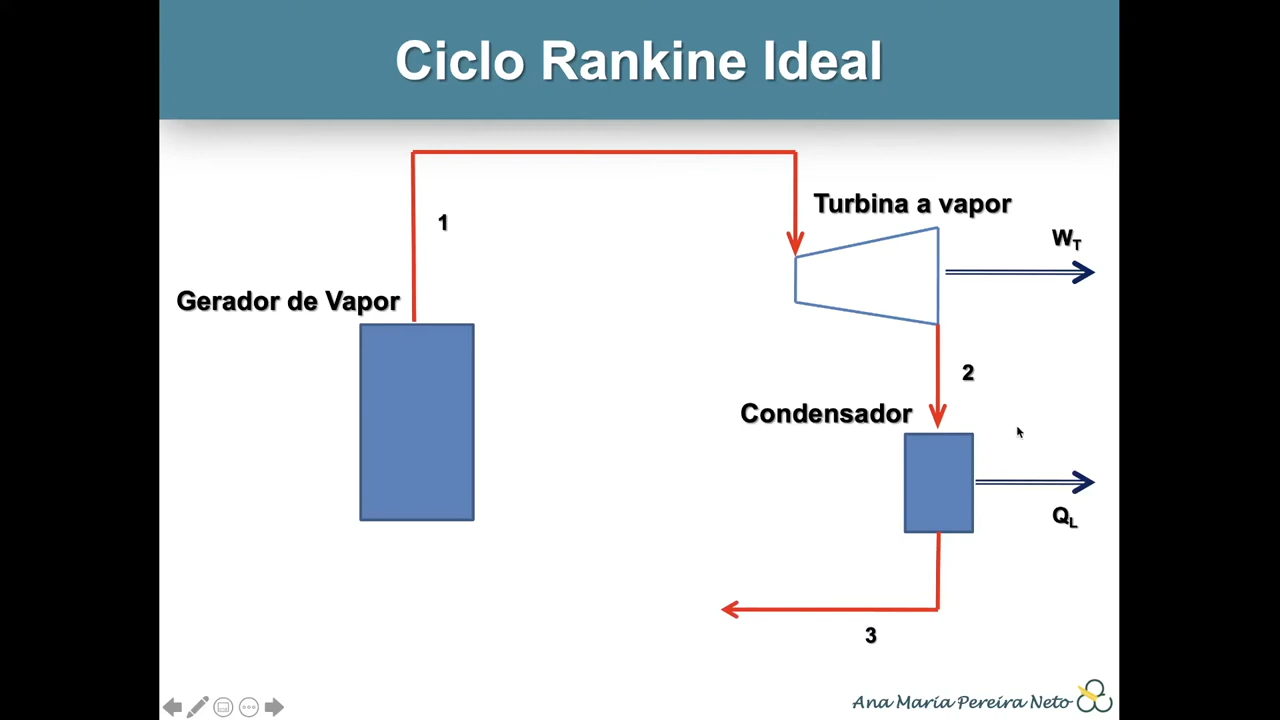 Ciclo Rankine Ideal
Turbina a vapor
1
W_T
Gerador de Vapor
2
Condensador
Q_L
3
Ana Maria Pereira Neto